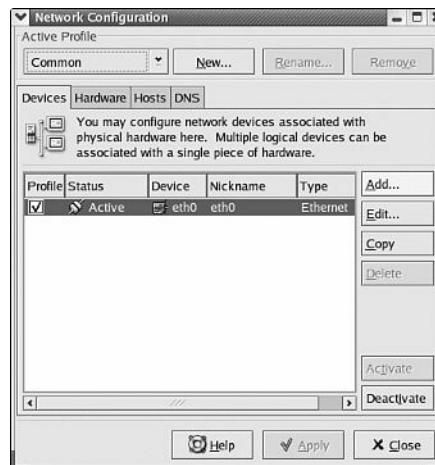 Network Configuration
Active Profile
Common New... Rename... Remove
Devices Hardware Hosts DNS
You may configure network devices associated with
physical hardware here. Multiple logical devices can be
associated with a single piece of hardware.
Profile Status Device Nickname Type
Active eth0 eth0 Ethernet
Add...
Edit...
Copy
Delete
Activate
Deactivate
Help Apply Close